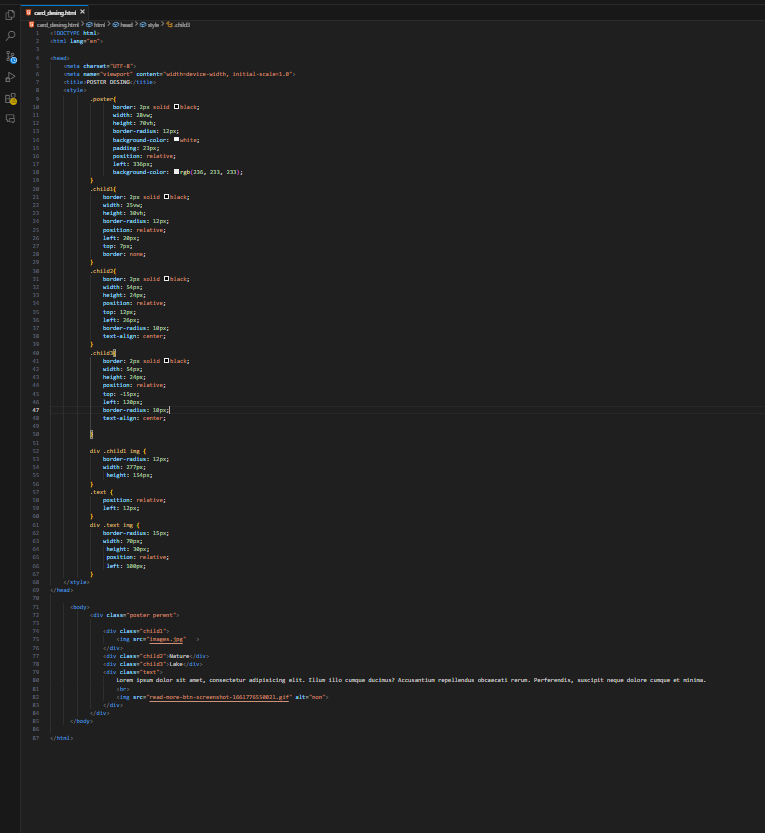 card_desing.html
card_desing.html > html > head > style > .child3
1 <!DOCTYPE html>
2 <html lang="en">
3
4 <head>
5 <meta charset="UTF-8">
6 <meta name="viewport" content="width=device-width, initial-scale=1.0">
7 <title>POSTER DESING</title>
8 <style>
9 .poster{
10 border: 2px solid black;
11 width: 28vw;
12 height: 70vh;
13 border-radius: 12px;
14 background-color: white;
15 padding: 23px;
16 position: relative;
17 left: 336px;
18 background-color: rgb(236, 233, 233);
19 }
20 .child1{
21 border: 2px solid black;
22 width: 25vw;
23 height: 30vh;
24 border-radius: 12px;
25 position: relative;
26 left: 20px;
27 top: 7px;
28 border: none;
29 }
30 .child2{
31 border: 2px solid black;
32 width: 54px;
33 height: 24px;
34 position: relative;
35 top: 12px;
36 left: 26px;
37 border-radius: 10px;
38 text-align: center;
39 }
40 .child3{
41 border: 2px solid black;
42 width: 54px;
43 height: 24px;
44 position: relative;
45 top: -15px;
46 left: 120px;
47 border-radius: 10px;
48 text-align: center;
49
50 }
51
52 div .child1 img {
53 border-radius: 12px;
54 width: 277px;
55 height: 154px;
56 }
57 .text {
58 position: relative;
59 left: 12px;
60 }
61 div .text img {
62 border-radius: 15px;
63 width: 70px;
64 height: 30px;
65 position: relative;
66 left: 100px;
67 }
68 </style>
69 </head>
70
71 <body>
72 <div class="poster perent">
73
74 <div class="child1">
75 <img src="images.jpg" >
76 </div>
77 <div class="child2">Nature</div>
78 <div class="child3">Lake</div>
79 <div class="text">
80 Lorem ipsum dolor sit amet, consectetur adipisicing elit. Illum illo cumque ducimus? Accusantium repellendus obcaecati rerum. Perferendis, suscipit neque dolore cumque et minima.
81 <br>
82 <img src="read-more-btn-screenshot-1661776550021.gif" alt="non">
83 </div>
84 </div>
85 </body>
86
87 </html>